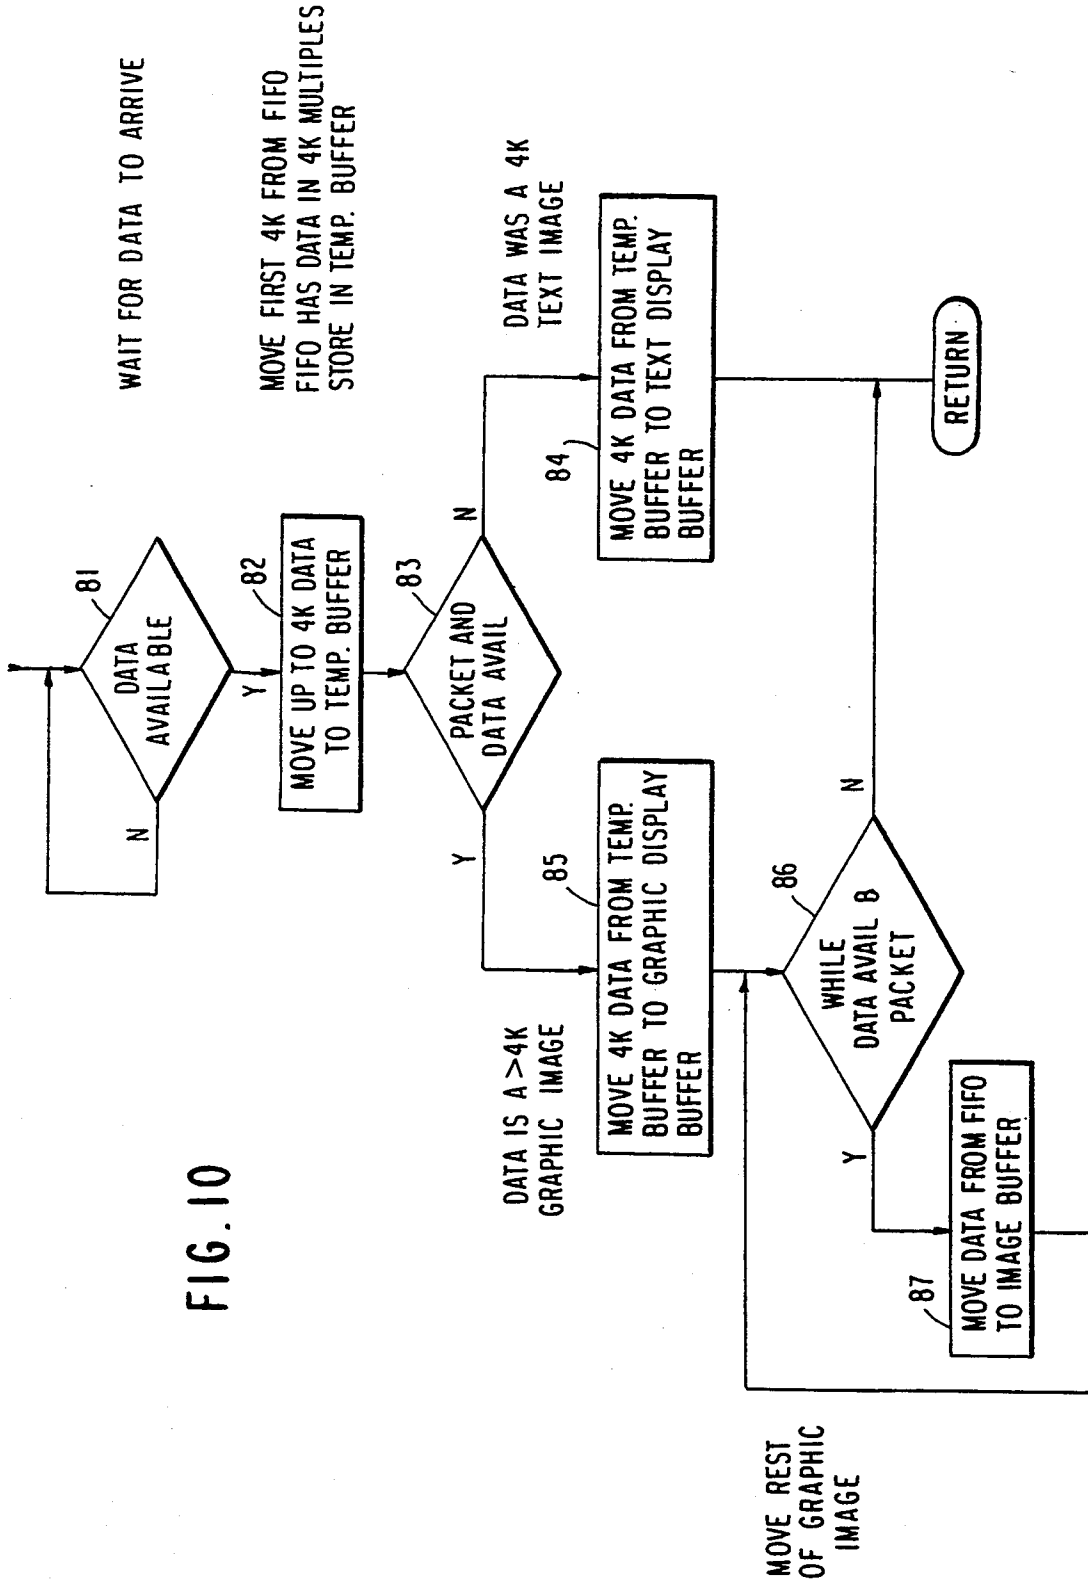 FIG. 10
WAIT FOR DATA TO ARRIVE
81
DATA
AVAILABLE
N
Y
MOVE FIRST 4K FROM FIFO
FIFO HAS DATA IN 4K MULTIPLES
STORE IN TEMP. BUFFER
82
MOVE UP TO 4K DATA
TO TEMP. BUFFER
83
PACKET AND
DATA AVAIL
Y
N
DATA WAS A 4K
TEXT IMAGE
84
MOVE 4K DATA FROM TEMP.
BUFFER TO TEXT DISPLAY
BUFFER
DATA IS A >4K
GRAPHIC IMAGE
85
MOVE 4K DATA FROM TEMP.
BUFFER TO GRAPHIC DISPLAY
BUFFER
86
WHILE
DATA AVAIL B
PACKET
Y
N
MOVE REST
OF GRAPHIC
IMAGE
87
MOVE DATA FROM FIFO
TO IMAGE BUFFER
RETURN